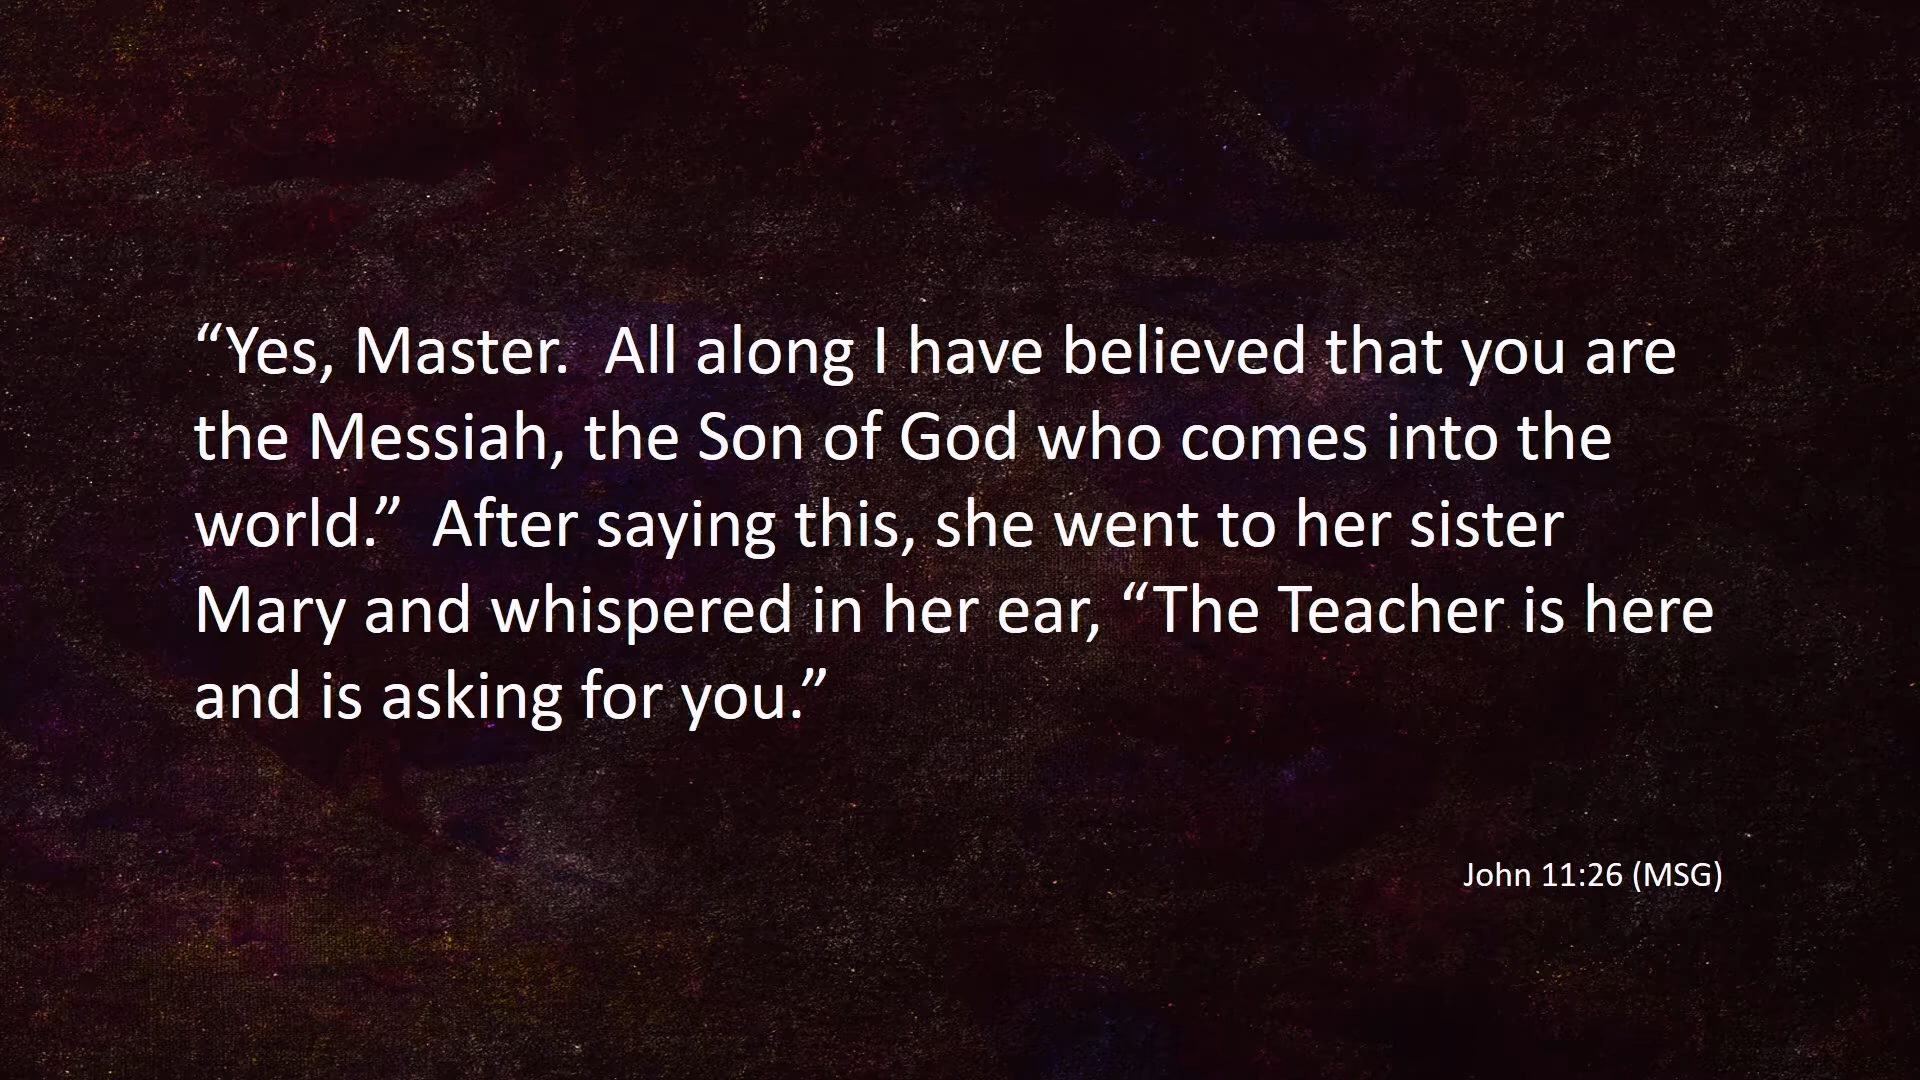 “Yes, Master.  All along I have believed that you are
the Messiah, the Son of God who comes into the
world.”  After saying this, she went to her sister
Mary and whispered in her ear, “The Teacher is here
and is asking for you.”
John 11:26 (MSG)